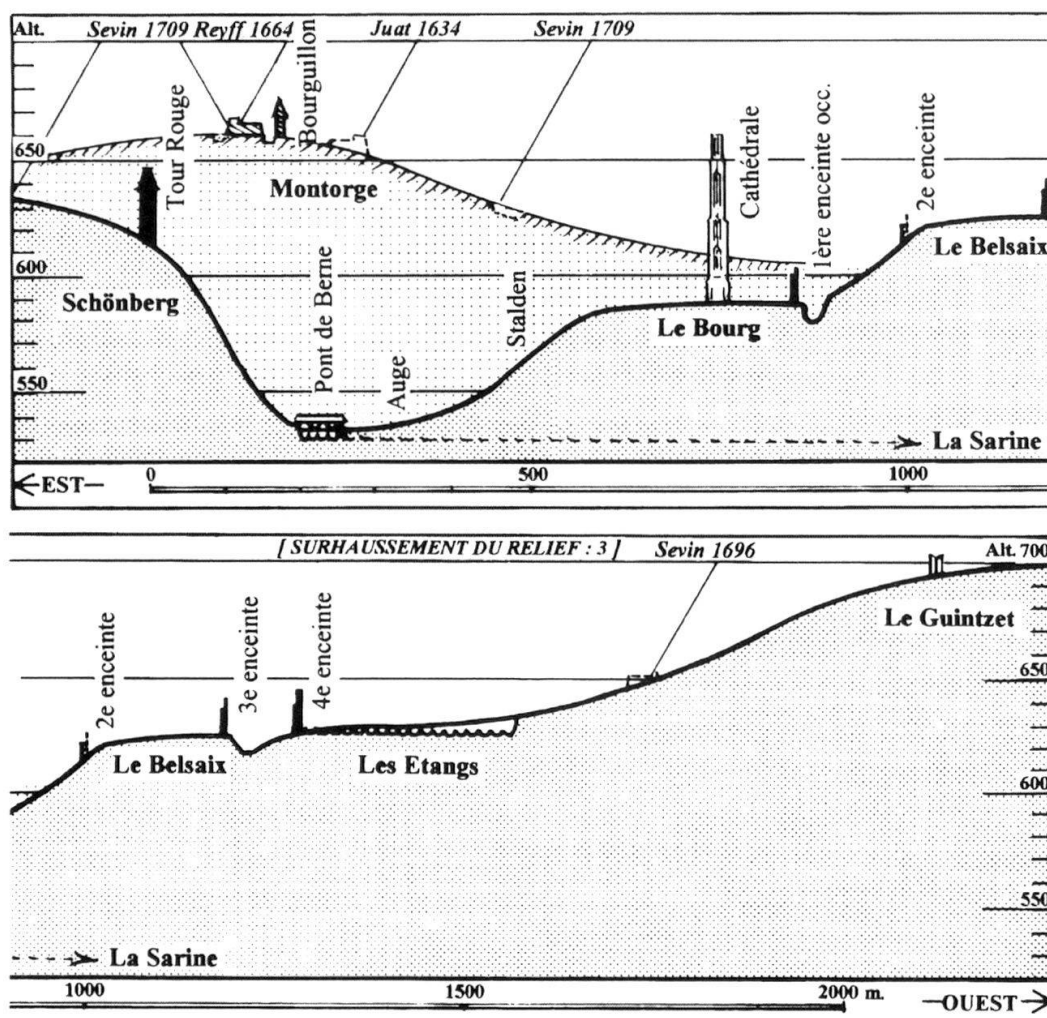 Alt.
Sevin 1709 Reyff 1664
Juat 1634
Sevin 1709
Bourguillon
Tour Rouge
650
Montorge
Cathédrale
1ère enceinte occ.
2e enceinte
Le Belsaix
600
Schönberg
Pont de Berne
Stalden
Le Bourg
Auge
550
La Sarine
EST
0
500
1000
[ SURHAUSSEMENT DU RELIEF : 3 ]
Sevin 1696
Alt. 700
2e enceinte
3e enceinte
4e enceinte
Le Guintzet
650
Le Belsaix
Les Etangs
600
550
La Sarine
1000
1500
2000 m.
OUEST